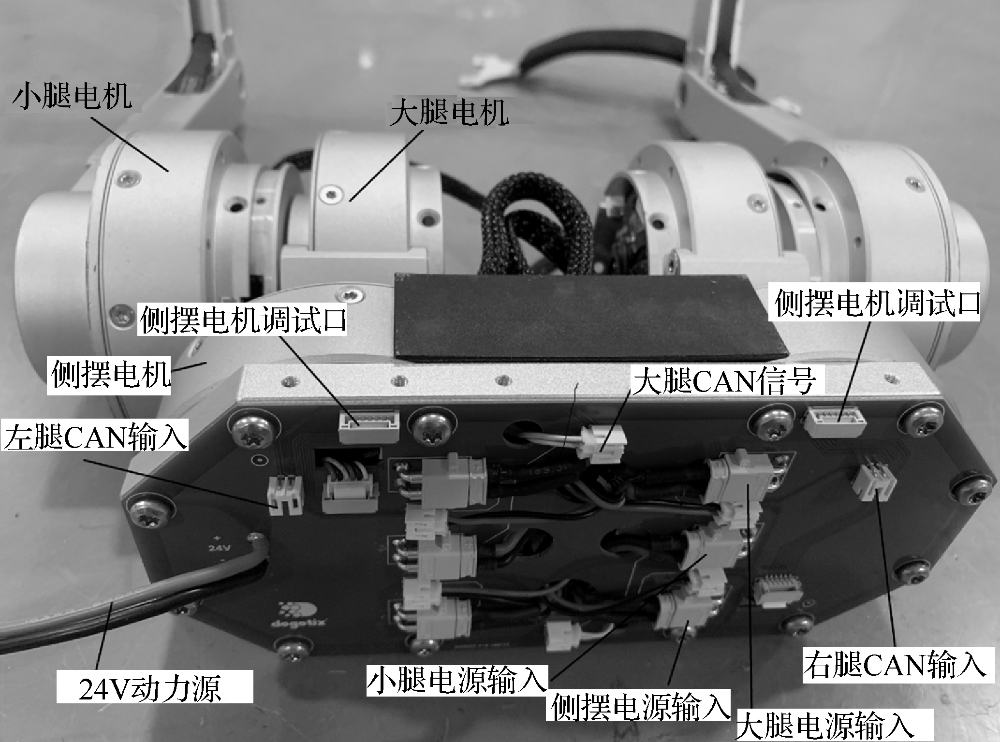 小腿电机
大腿电机
侧摆电机调试口
侧摆电机调试口
侧摆电机
大腿CAN信号
左腿CAN输入
+
24V
-
dogotix
24V动力源
小腿电源输入
侧摆电源输入
大腿电源输入
右腿CAN输入